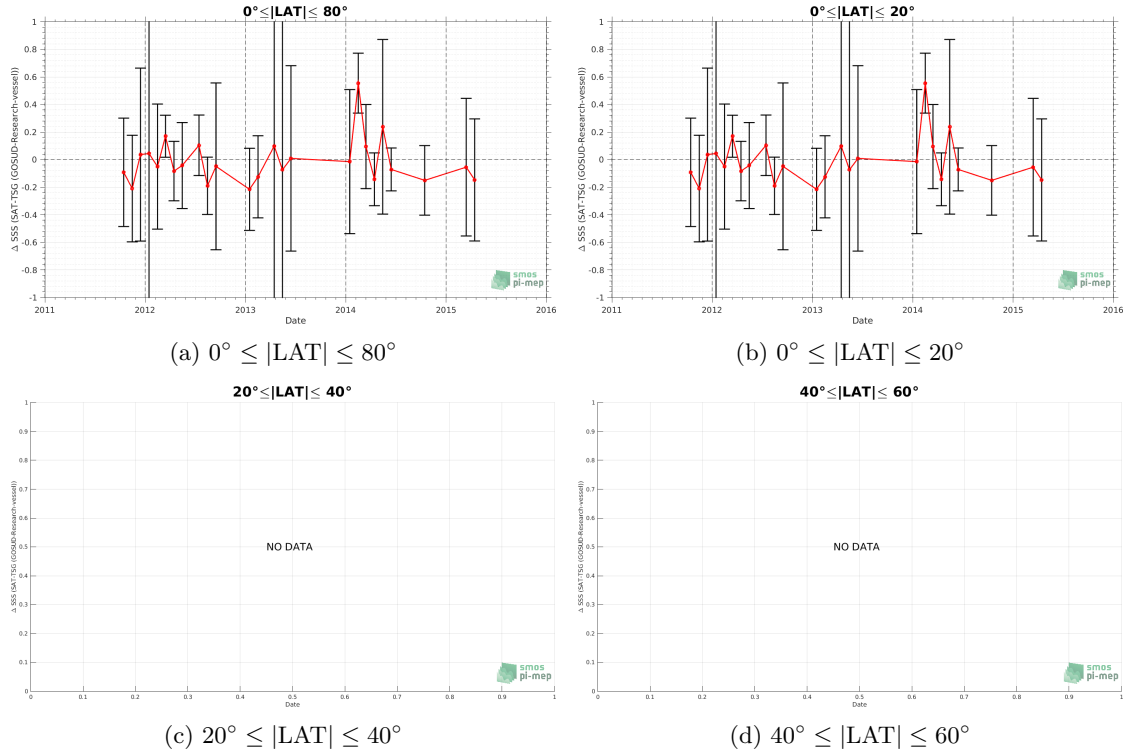 0°≤|LAT|≤ 80°
Δ SSS (SAT-TSG (GOSUD-Research-vessel))
1
0.8
0.6
0.4
0.2
0
-0.2
-0.4
-0.6
-0.8
-1
2011 2012 2013 2014 2015 2016
Date
smos
pi-mep
(a) 0° ≤ |LAT| ≤ 80°
0°≤|LAT|≤ 20°
Δ SSS (SAT-TSG (GOSUD-Research-vessel))
1
0.8
0.6
0.4
0.2
0
-0.2
-0.4
-0.6
-0.8
-1
2011 2012 2013 2014 2015 2016
Date
smos
pi-mep
(b) 0° ≤ |LAT| ≤ 20°
20°≤|LAT|≤ 40°
Δ SSS (SAT-TSG (GOSUD-Research-vessel))
1
0.9
0.8
0.7
0.6
0.5
0.4
0.3
0.2
0.1
0
NO DATA
0 0.1 0.2 0.3 0.4 0.5 0.6 0.7 0.8 0.9 1
Date
smos
pi-mep
(c) 20° ≤ |LAT| ≤ 40°
40°≤|LAT|≤ 60°
Δ SSS (SAT-TSG (GOSUD-Research-vessel))
1
0.9
0.8
0.7
0.6
0.5
0.4
0.3
0.2
0.1
0
NO DATA
0 0.1 0.2 0.3 0.4 0.5 0.6 0.7 0.8 0.9 1
Date
smos
pi-mep
(d) 40° ≤ |LAT| ≤ 60°